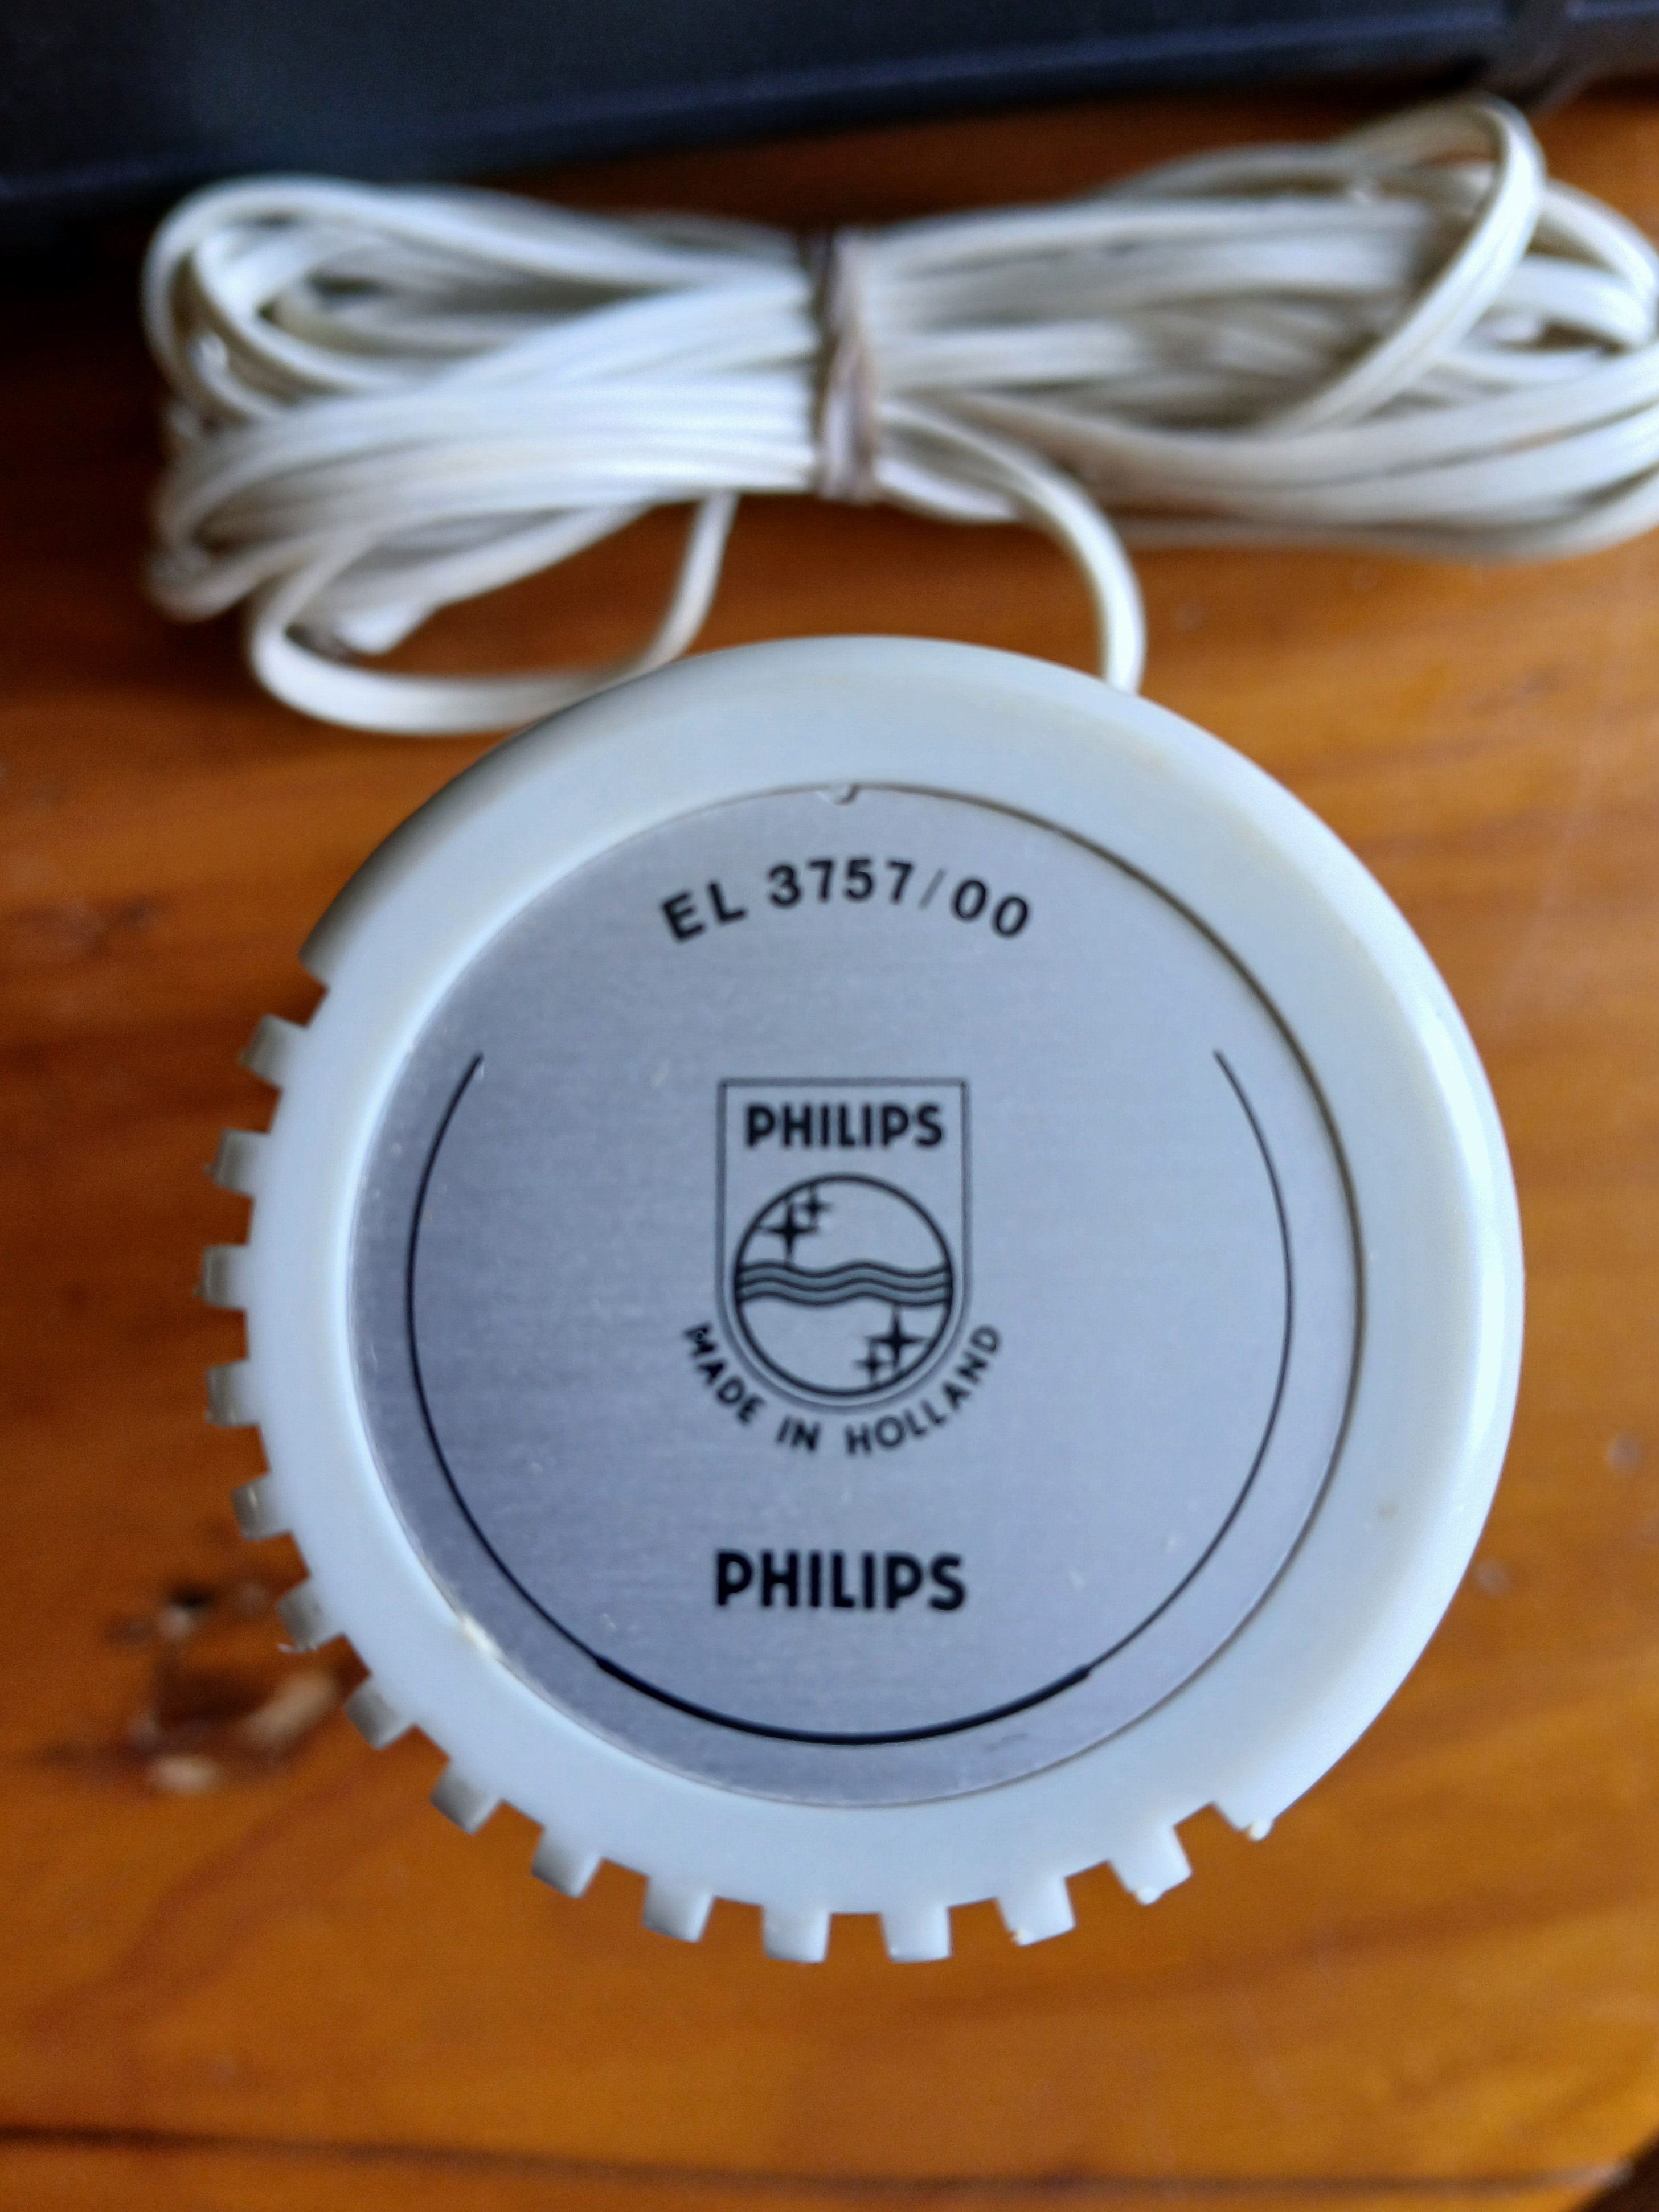 EL 3757/00
PHILIPS
MADE IN HOLLAND
PHILIPS